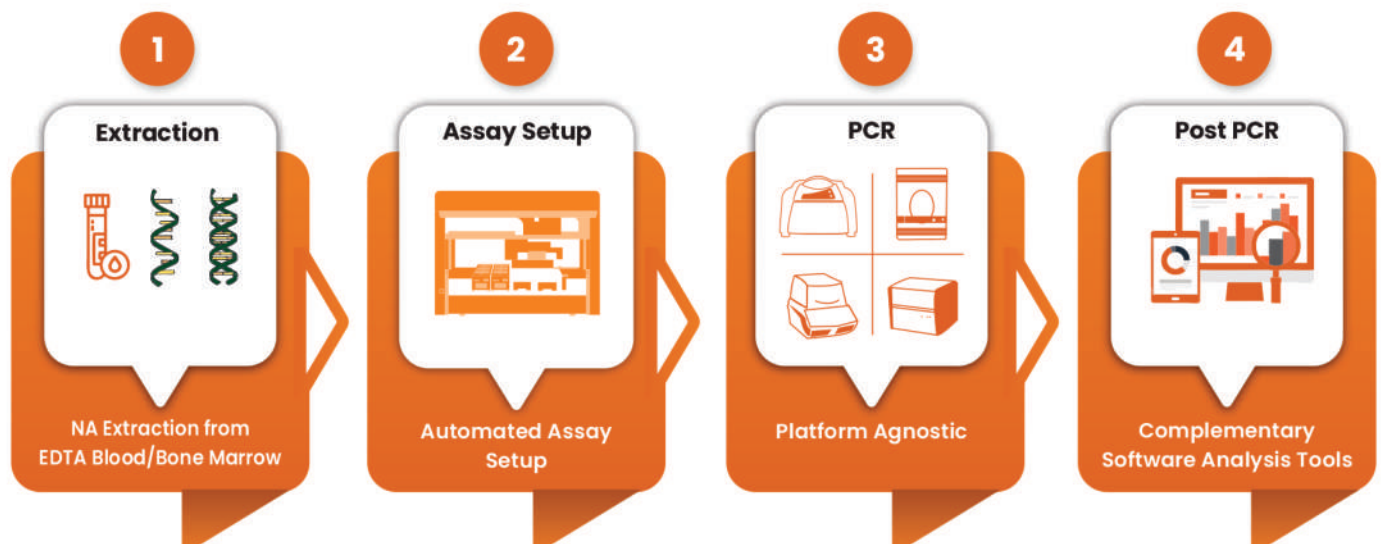 1
Extraction
NA Extraction from
EDTA Blood/Bone Marrow
2
Assay Setup
Automated Assay
Setup
3
PCR
Platform Agnostic
4
Post PCR
Complementary
Software Analysis Tools